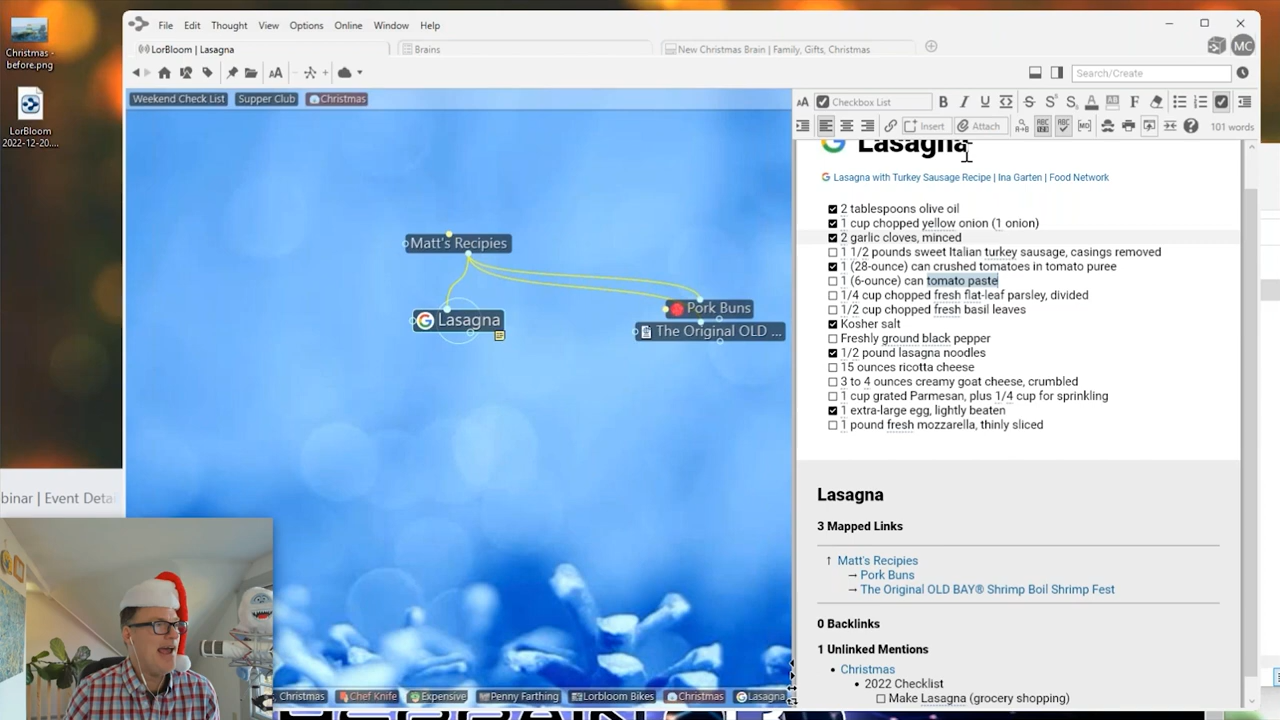 Christmas -
before.png
LorBloom
2022-12-20....
File Edit Thought View Options Online Window Help
LorBloom | Lasagna
Brains
New Christmas Brain | Family, Gifts, Christmas
MC
Search/Create
Weekend Check List Supper Club Christmas
Checkbox List
Insert Attach 101 words
Matt's Recipies
Lasagna
Pork Buns
The Original OLD ...
Lasagna
Lasagna with Turkey Sausage Recipe | Ina Garten | Food Network
2 tablespoons olive oil
1 cup chopped yellow onion (1 onion)
2 garlic cloves, minced
1 1/2 pounds sweet Italian turkey sausage, casings removed
1 (28-ounce) can crushed tomatoes in tomato puree
1 (6-ounce) can tomato paste
1/4 cup chopped fresh flat-leaf parsley, divided
1/2 cup chopped fresh basil leaves
Kosher salt
Freshly ground black pepper
1/2 pound lasagna noodles
15 ounces ricotta cheese
3 to 4 ounces creamy goat cheese, crumbled
1 cup grated Parmesan, plus 1/4 cup for sprinkling
1 extra-large egg, lightly beaten
1 pound fresh mozzarella, thinly sliced
Lasagna
3 Mapped Links
↑ Matt's Recipies
→ Pork Buns
→ The Original OLD BAY® Shrimp Boil Shrimp Fest
0 Backlinks
1 Unlinked Mentions
• Christmas
• 2022 Checklist
Make Lasagna (grocery shopping)
binar | Event Deta
Christmas Chef Knife Expensive Penny Farthing Lorbloom Bikes Christmas Lasagna